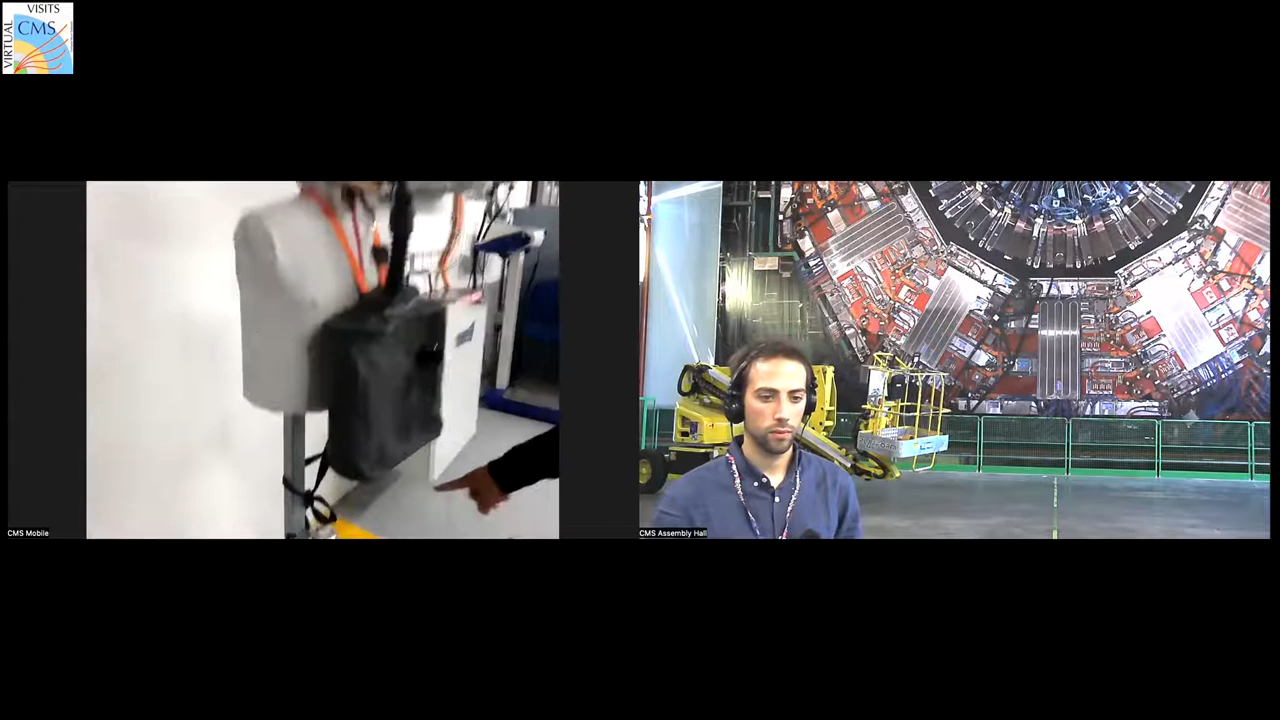 VISITS
CMS
VIRTUAL
CMS Mobile
CMS Assembly Hall